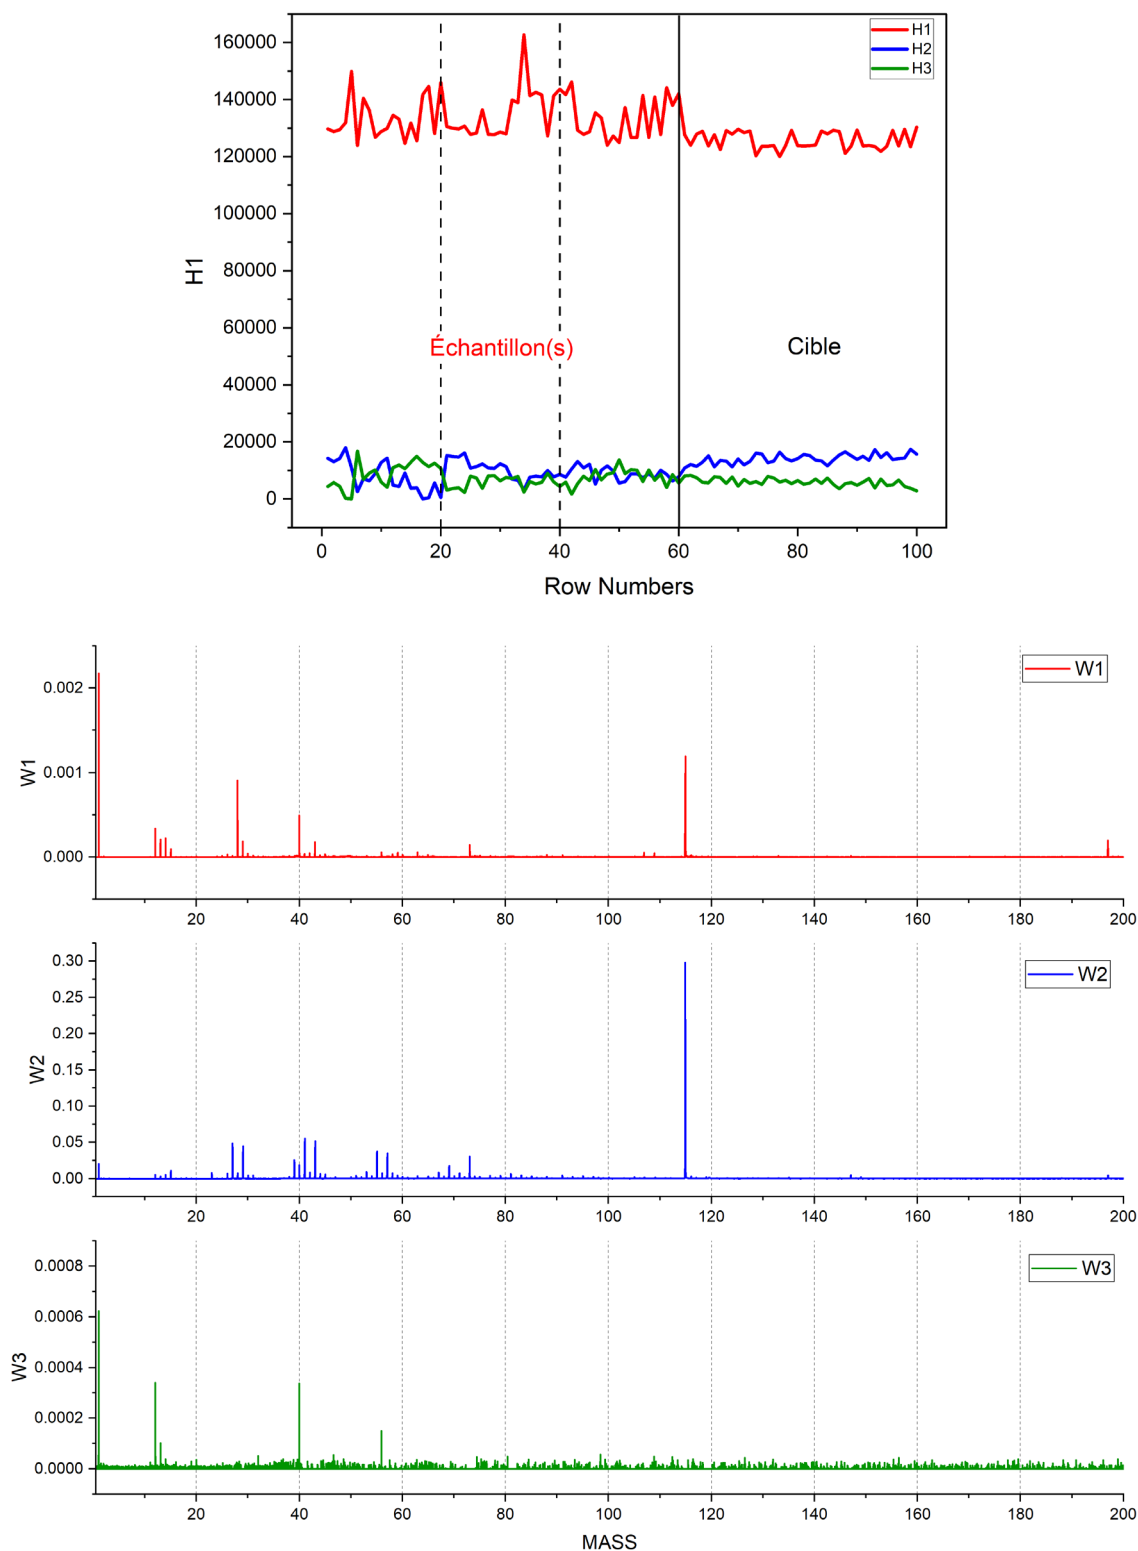 160000
140000
120000
100000
80000
60000
40000
20000
0
H1
H1
H2
H3
Échantillon(s)
Cible
0 20 40 60 80 100
Row Numbers
0.002
0.001
0.000
W1
W1
20 40 60 80 100 120 140 160 180 200
0.30
0.25
0.20
0.15
0.10
0.05
0.00
W2
W2
20 40 60 80 100 120 140 160 180 200
0.0008
0.0006
0.0004
0.0002
0.0000
W3
W3
20 40 60 80 100 120 140 160 180 200
MASS